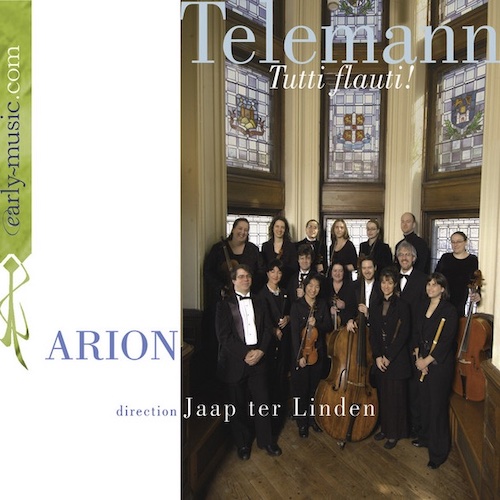 Telemann
Tutti flauti!
early-music.com
ARION
direction Jaap ter Linden